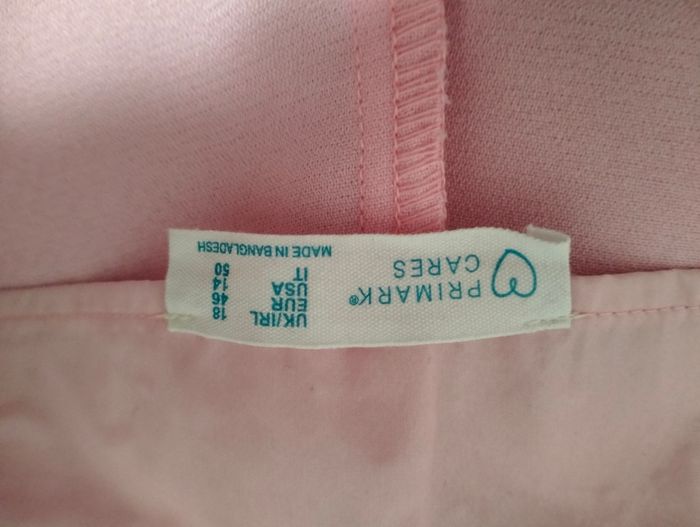 PRIMARK®
CARES
UK/IRL 18
EUR 46
USA 14
IT 50
MADE IN BANGLADESH